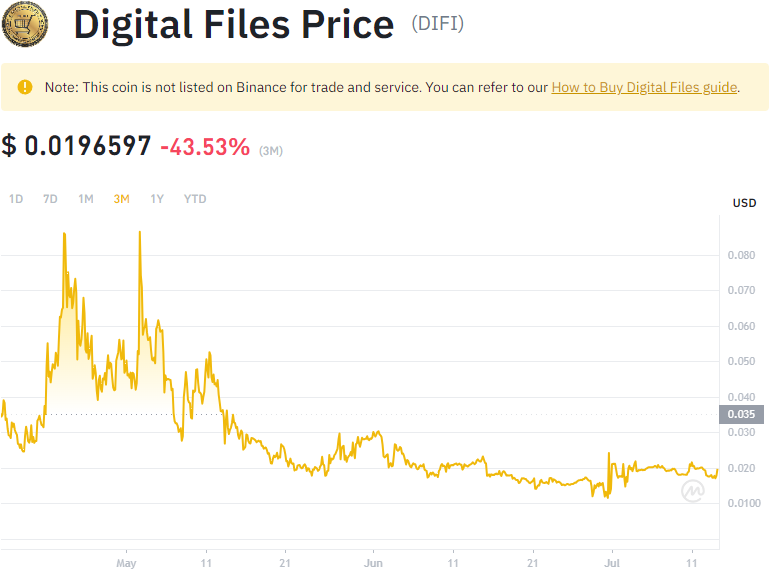 Digital Files Price (DIFI)
Note: This coin is not listed on Binance for trade and service. You can refer to our How to Buy Digital Files guide.
$ 0.0196597 -43.53% (3M)
1D 7D 1M 3M 1Y YTD
USD
0.080
0.070
0.060
0.050
0.040
0.035
0.030
0.020
0.0100
May 11 21 Jun 11 21 Jul 11